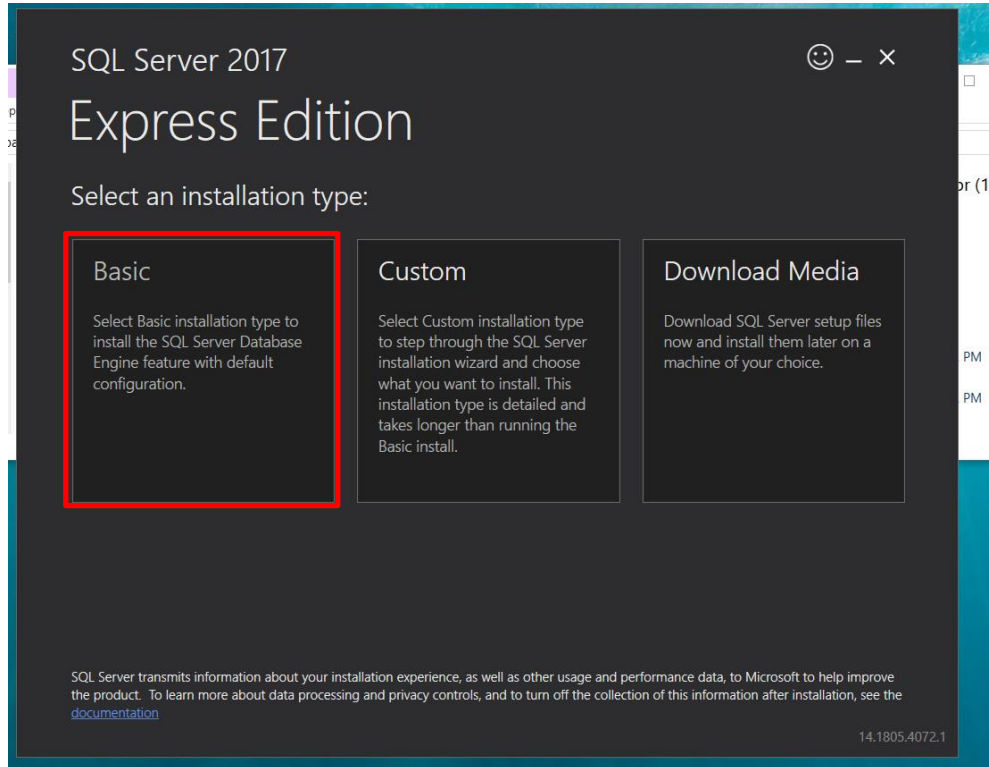 SQL Server 2017
Express Edition
Select an installation type:
Basic
Select Basic installation type to
install the SQL Server Database
Engine feature with default
configuration.
Custom
Select Custom installation type
to step through the SQL Server
installation wizard and choose
what you want to install. This
installation type is detailed and
takes longer than running the
Basic install.
Download Media
Download SQL Server setup files
now and install them later on a
machine of your choice.
PM
PM
SQL Server transmits information about your installation experience, as well as other usage and performance data, to Microsoft to help improve
the product. To learn more about data processing and privacy controls, and to turn off the collection of this information after installation, see the
documentation
14.1805.4072.1